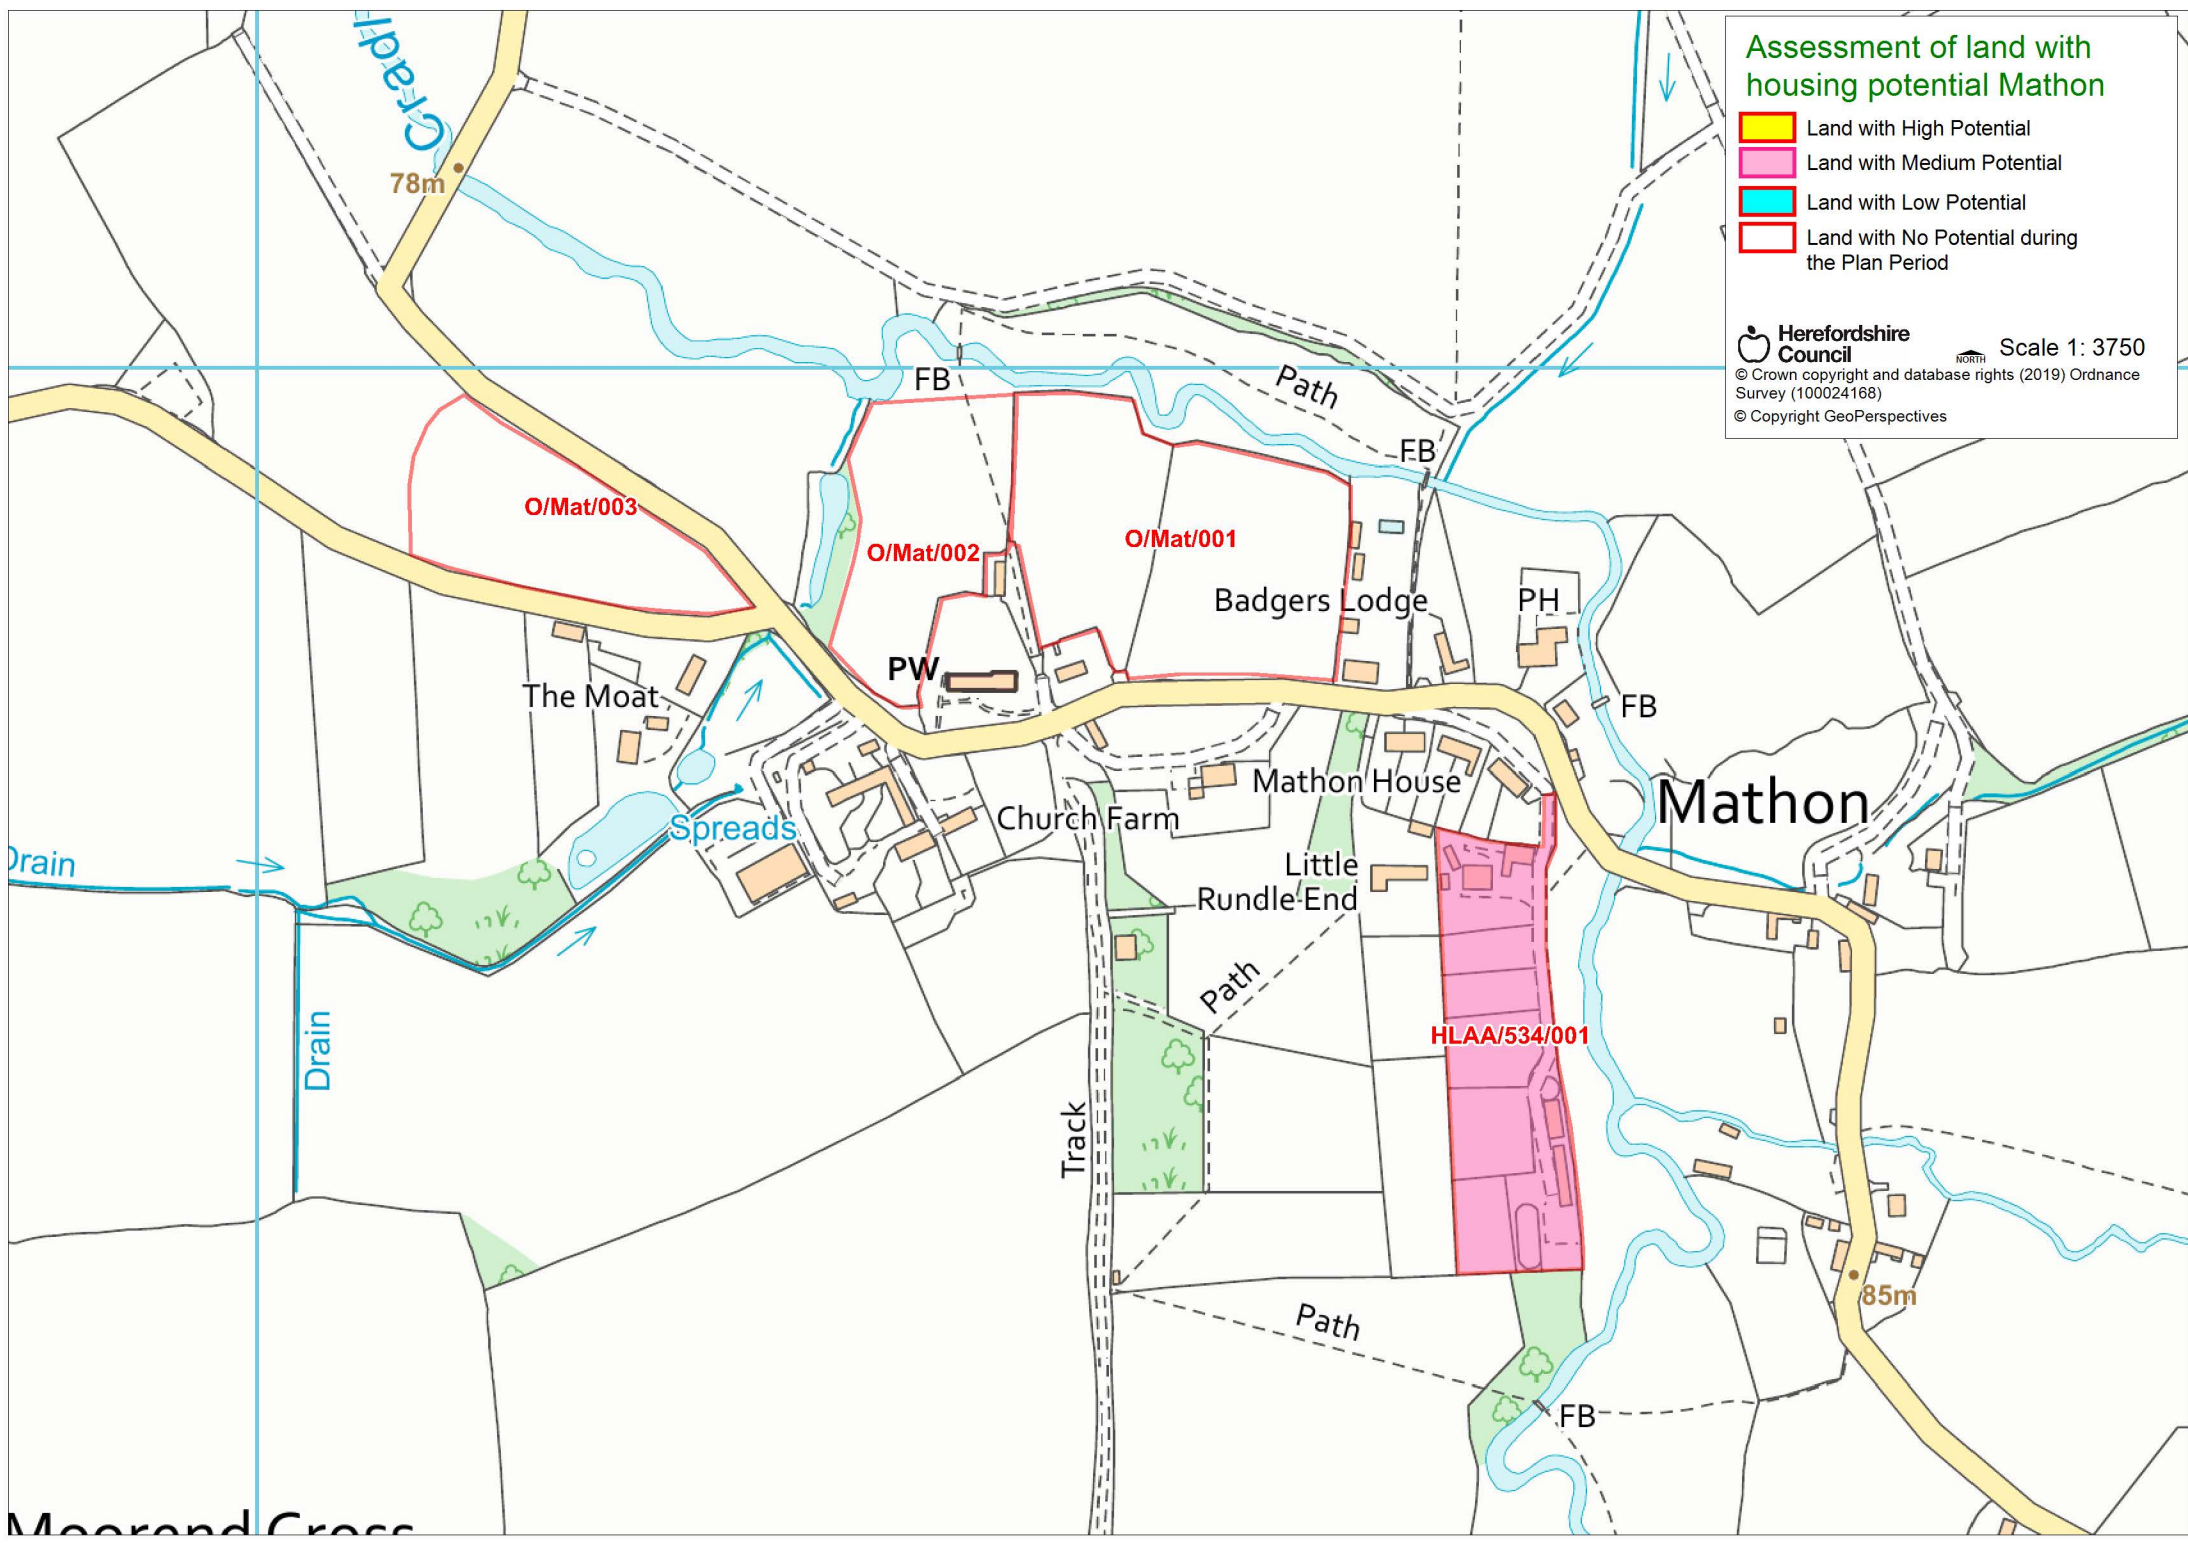 Assessment of land with
housing potential Mathon
Land with High Potential
Land with Medium Potential
Land with Low Potential
Land with No Potential during
the Plan Period
Herefordshire
Council
NORTH
Scale 1: 3750
© Crown copyright and database rights (2019) Ordnance
Survey (100024168)
© Copyright GeoPerspectives
Cradl
78m
FB
Path
FB
O/Mat/003
O/Mat/002
O/Mat/001
Badgers Lodge
PH
PW
The Moat
FB
Mathon House
Mathon
Church Farm
Spreads
Drain
Little
Rundle End
Path
HLAA/534/001
Drain
Track
85m
Path
FB
Moorend Cross